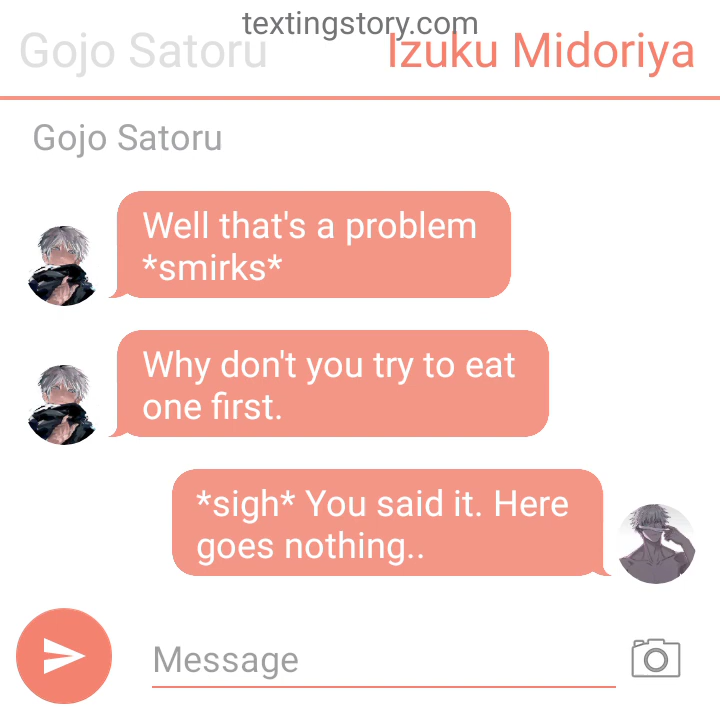 textingstory.com
Gojo Satoru
Izuku Midoriya
Gojo Satoru
Well that's a problem
*smirks*
Why don't you try to eat
one first.
*sigh* You said it. Here
goes nothing..
Message